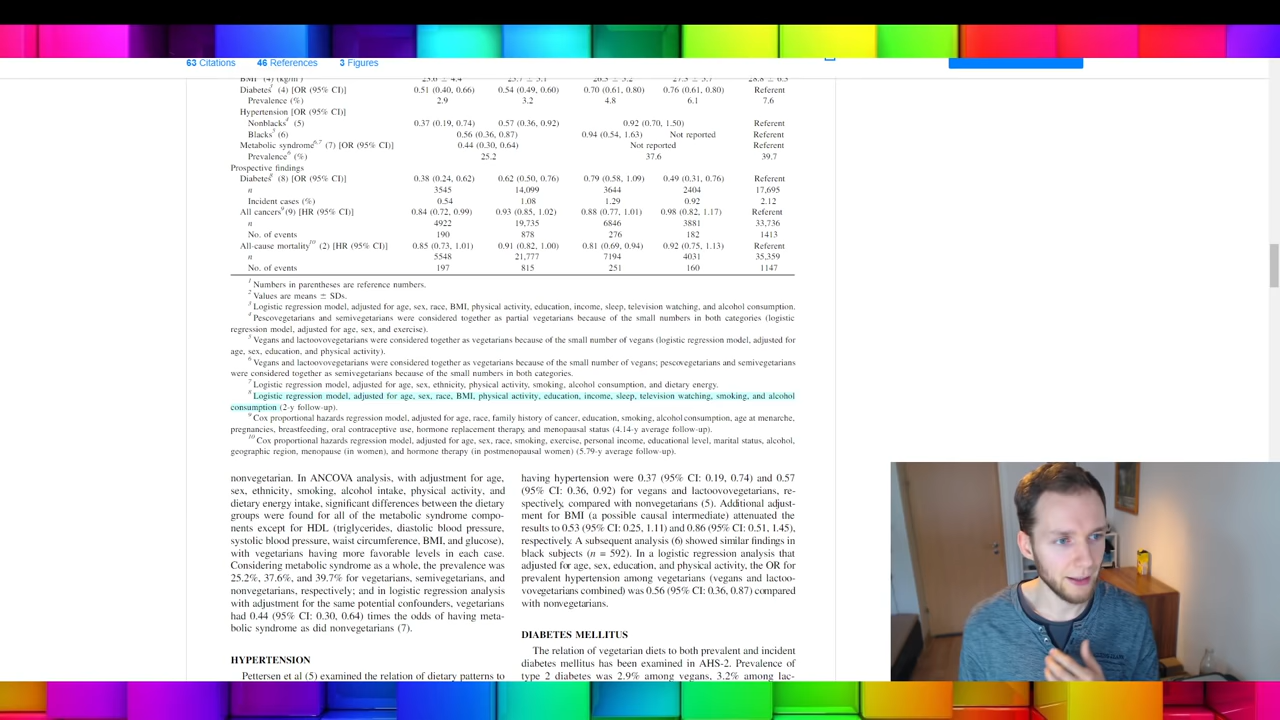 63 Citations 46 References 3 Figures
Diabetes⁴ (4) [OR (95% CI)] 0.51 (0.40, 0.66) 0.54 (0.49, 0.60) 0.70 (0.61, 0.80) 0.76 (0.61, 0.80) Referent
Prevalence (%) 2.9 3.2 4.8 6.1 7.6
Hypertension [OR (95% CI)]
Nonblacks⁴ (5) 0.37 (0.19, 0.74) 0.57 (0.36, 0.92) 0.92 (0.70, 1.50) Referent
Blacks⁵ (6) 0.56 (0.36, 0.87) 0.94 (0.54, 1.63) Not reported Referent
Metabolic syndrome⁶,⁷ (7) [OR (95% CI)] 0.44 (0.30, 0.64) Not reported Referent
Prevalence⁶ (%) 25.2 37.6 39.7
Prospective findings
Diabetes⁸ (8) [OR (95% CI)] 0.38 (0.24, 0.62) 0.62 (0.50, 0.76) 0.79 (0.58, 1.09) 0.49 (0.31, 0.76) Referent
n 3545 14,099 3644 2404 17,695
Incident cases (%) 0.54 1.08 1.29 0.92 2.12
All cancers⁹ (9) [HR (95% CI)] 0.84 (0.72, 0.99) 0.93 (0.85, 1.02) 0.88 (0.77, 1.01) 0.98 (0.82, 1.17) Referent
n 4922 19,735 6846 3881 33,736
No. of events 190 878 276 182 1413
All-cause mortality¹⁰ (2) [HR (95% CI)] 0.85 (0.73, 1.01) 0.91 (0.82, 1.00) 0.81 (0.69, 0.94) 0.92 (0.75, 1.13) Referent
n 5548 21,777 7194 4031 35,359
No. of events 197 815 251 160 1147
¹ Numbers in parentheses are reference numbers.
² Values are means ± SDs.
³ Logistic regression model, adjusted for age, sex, race, BMI, physical activity, education, income, sleep, television watching, and alcohol consumption.
⁴ Pescovegetarians and semivegetarians were considered together as partial vegetarians because of the small numbers in both categories (logistic
regression model, adjusted for age, sex, and exercise).
⁵ Vegans and lactoovovegetarians were considered together as vegetarians because of the small number of vegans (logistic regression model, adjusted for
age, sex, education, and physical activity).
⁶ Vegans and lactoovovegetarians were considered together as vegetarians because of the small number of vegans; pescovegetarians and semivegetarians
were considered together as semivegetarians because of the small numbers in both categories.
⁷ Logistic regression model, adjusted for age, sex, ethnicity, physical activity, smoking, alcohol consumption, and dietary energy.
⁸ Logistic regression model, adjusted for age, sex, race, BMI, physical activity, education, income, sleep, television watching, smoking, and alcohol
consumption (2-y follow-up).
⁹ Cox proportional hazards regression model, adjusted for age, race, family history of cancer, education, smoking, alcohol consumption, age at menarche,
pregnancies, breastfeeding, oral contraceptive use, hormone replacement therapy, and menopausal status (4.14-y average follow-up).
¹⁰ Cox proportional hazards regression model, adjusted for age, sex, race, smoking, exercise, personal income, educational level, marital status, alcohol,
geographic region, menopause (in women), and hormone therapy (in postmenopausal women) (5.79-y average follow-up).
nonvegetarian. In ANCOVA analysis, with adjustment for age,
sex, ethnicity, smoking, alcohol intake, physical activity, and
dietary energy intake, significant differences between the dietary
groups were found for all of the metabolic syndrome compo-
nents except for HDL (triglycerides, diastolic blood pressure,
systolic blood pressure, waist circumference, BMI, and glucose),
with vegetarians having more favorable levels in each case.
Considering metabolic syndrome as a whole, the prevalence was
25.2%, 37.6%, and 39.7% for vegetarians, semivegetarians, and
nonvegetarians, respectively; and in logistic regression analysis
with adjustment for the same potential confounders, vegetarians
had 0.44 (95% CI: 0.30, 0.64) times the odds of having meta-
bolic syndrome as did nonvegetarians (7).
HYPERTENSION
Pettersen et al (5) examined the relation of dietary patterns to
having hypertension were 0.37 (95% CI: 0.19, 0.74) and 0.57
(95% CI: 0.36, 0.92) for vegans and lactoovovegetarians, re-
spectively, compared with nonvegetarians (5). Additional adjust-
ment for BMI (a possible causal intermediate) attenuated the
results to 0.53 (95% CI: 0.25, 1.11) and 0.86 (95% CI: 0.51, 1.45),
respectively. A subsequent analysis (6) showed similar findings in
black subjects (n = 592). In a logistic regression analysis that
adjusted for age, sex, education, and physical activity, the OR for
prevalent hypertension among vegetarians (vegans and lactoo-
vovegetarians combined) was 0.56 (95% CI: 0.36, 0.87) compared
with nonvegetarians.
DIABETES MELLITUS
The relation of vegetarian diets to both prevalent and incident
diabetes mellitus has been examined in AHS-2. Prevalence of
type 2 diabetes was 2.9% among vegans, 3.2% among lac-